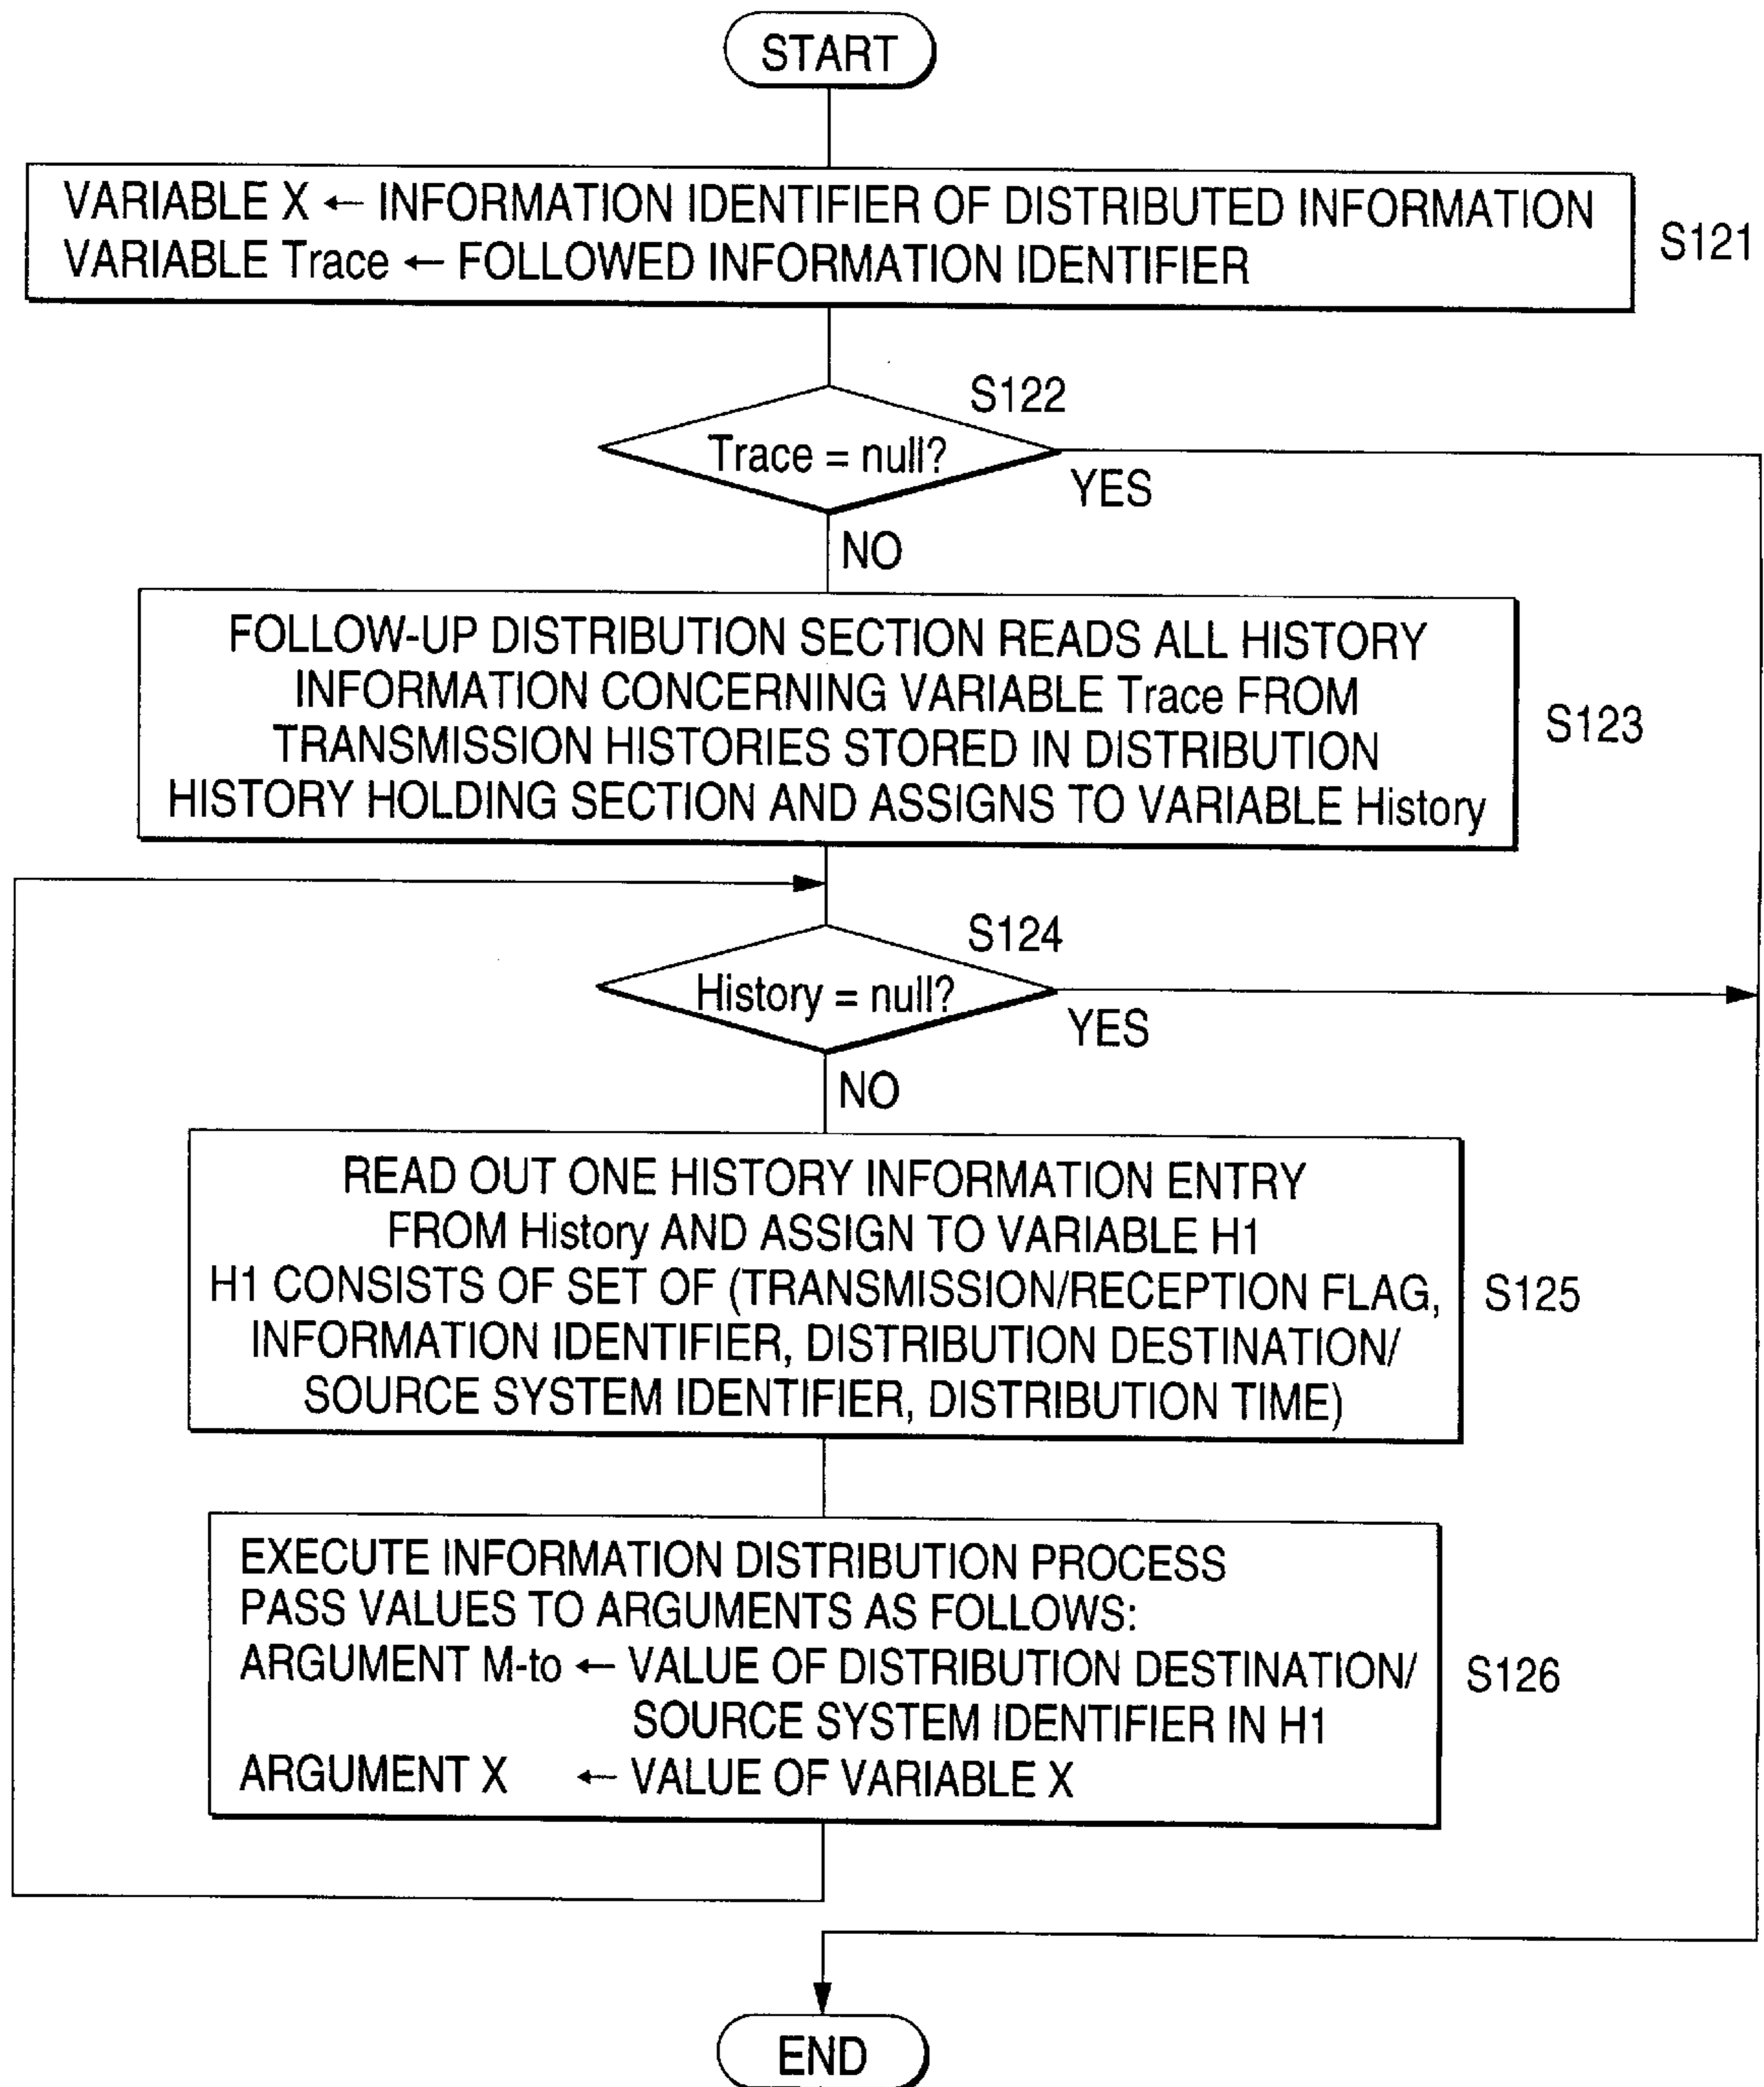 START
VARIABLE X ← INFORMATION IDENTIFIER OF DISTRIBUTED INFORMATION
VARIABLE Trace ← FOLLOWED INFORMATION IDENTIFIER
S121
S122
Trace = null?
YES
NO
FOLLOW-UP DISTRIBUTION SECTION READS ALL HISTORY
INFORMATION CONCERNING VARIABLE Trace FROM
TRANSMISSION HISTORIES STORED IN DISTRIBUTION
HISTORY HOLDING SECTION AND ASSIGNS TO VARIABLE History
S123
S124
History = null?
YES
NO
READ OUT ONE HISTORY INFORMATION ENTRY
FROM History AND ASSIGN TO VARIABLE H1
H1 CONSISTS OF SET OF (TRANSMISSION/RECEPTION FLAG,
INFORMATION IDENTIFIER, DISTRIBUTION DESTINATION/
SOURCE SYSTEM IDENTIFIER, DISTRIBUTION TIME)
S125
EXECUTE INFORMATION DISTRIBUTION PROCESS
PASS VALUES TO ARGUMENTS AS FOLLOWS:
ARGUMENT M-to ← VALUE OF DISTRIBUTION DESTINATION/
SOURCE SYSTEM IDENTIFIER IN H1
ARGUMENT X ← VALUE OF VARIABLE X
S126
END